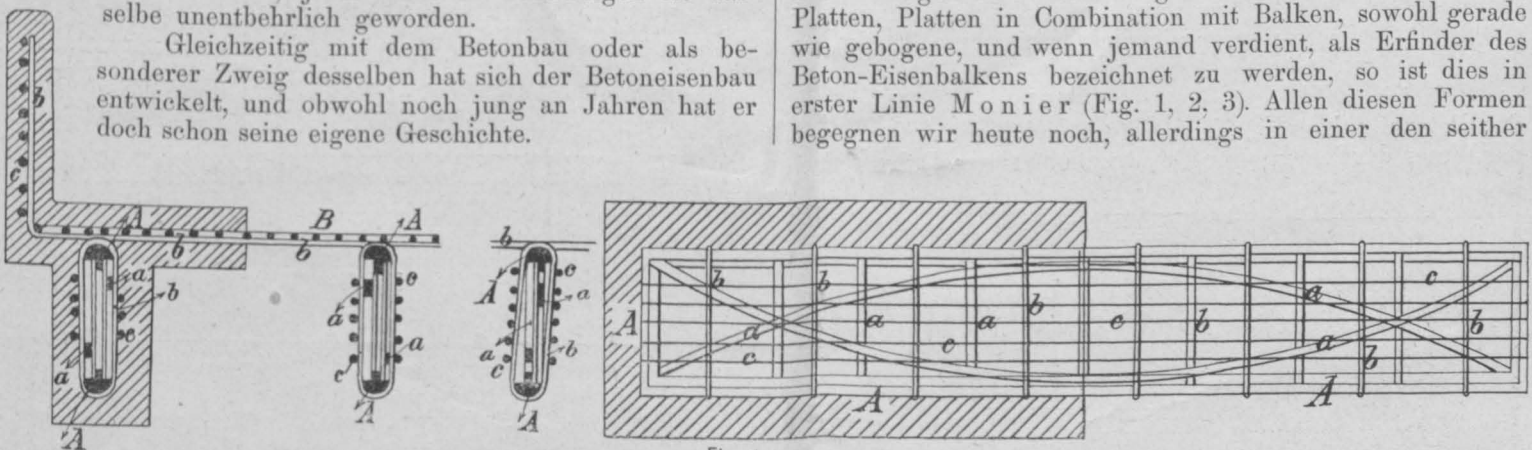 selbe unentbehrlich geworden.
Gleichzeitig mit dem Betonbau oder als be-
sonderer Zweig desselben hat sich der Betoneisenbau
entwickelt, und obwohl noch jung an Jahren hat er
doch schon seine eigene Geschichte.
Platten, Platten in Combination mit Balken, sowohl gerade
wie gebogene, und wenn jemand verdient, als Erfinder des
Beton-Eisenbalkens bezeichnet zu werden, so ist dies in
erster Linie Monier (Fig. 1, 2, 3). Allen diesen Formen
begegnen wir heute noch, allerdings in einer den seither
b
c
A B A
b b
a
b
c
a
A
c
a
a
c
A
b
A c
a
a b
c
A
b b c
A a a b c b a b
a c c a b
A A